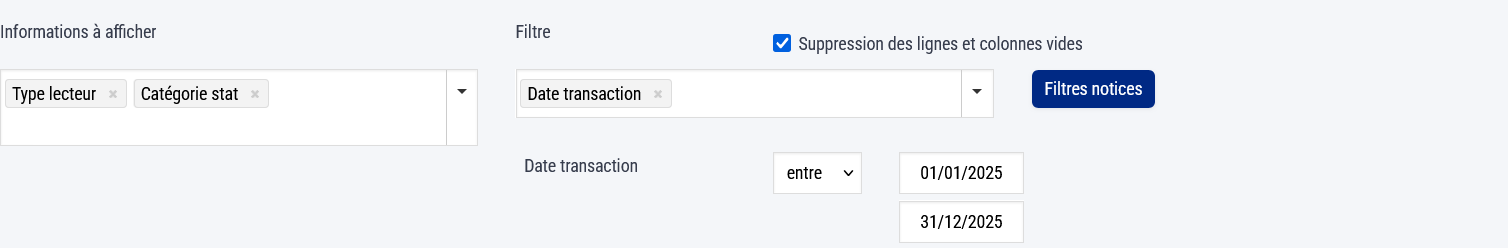 Informations à afficher
Filtre
Suppression des lignes et colonnes vides
Type lecteur × Catégorie stat ×
Date transaction ×
Filtres notices
Date transaction
entre
01/01/2025
31/12/2025